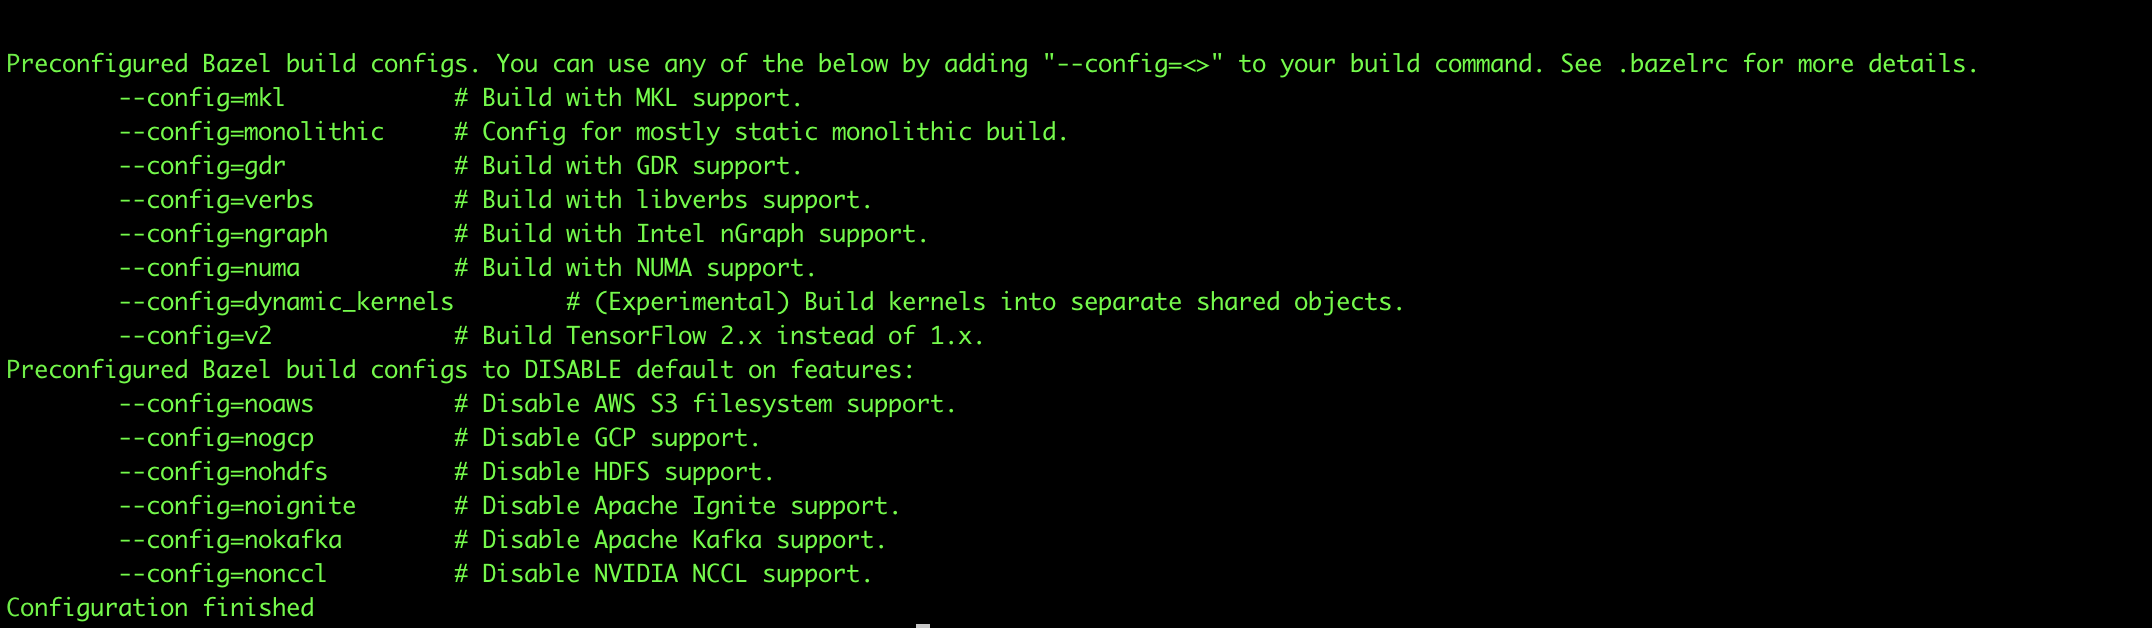 Preconfigured Bazel build configs. You can use any of the below by adding "--config=<>" to your build command. See .bazelrc for more details.
--config=mkl # Build with MKL support.
--config=monolithic # Config for mostly static monolithic build.
--config=gdr # Build with GDR support.
--config=verbs # Build with libverbs support.
--config=ngraph # Build with Intel nGraph support.
--config=numa # Build with NUMA support.
--config=dynamic_kernels # (Experimental) Build kernels into separate shared objects.
--config=v2 # Build TensorFlow 2.x instead of 1.x.
Preconfigured Bazel build configs to DISABLE default on features:
--config=noaws # Disable AWS S3 filesystem support.
--config=nogcp # Disable GCP support.
--config=nohdfs # Disable HDFS support.
--config=noignite # Disable Apache Ignite support.
--config=nokafka # Disable Apache Kafka support.
--config=nonccl # Disable NVIDIA NCCL support.
Configuration finished